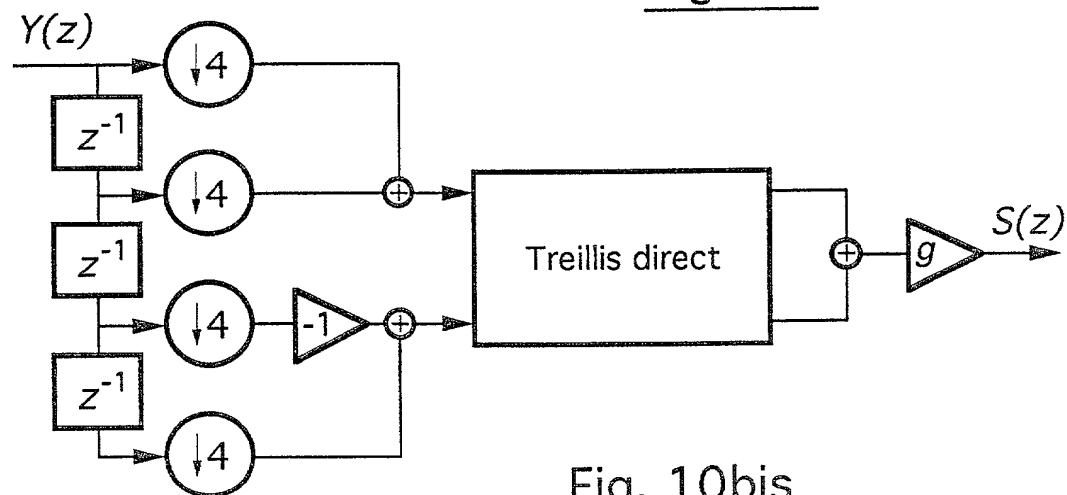 Y(z)
↓4
z⁻¹
↓4
z⁻¹
Treillis direct
g
S(z)
↓4
-1
z⁻¹
↓4
Fig. 10bis